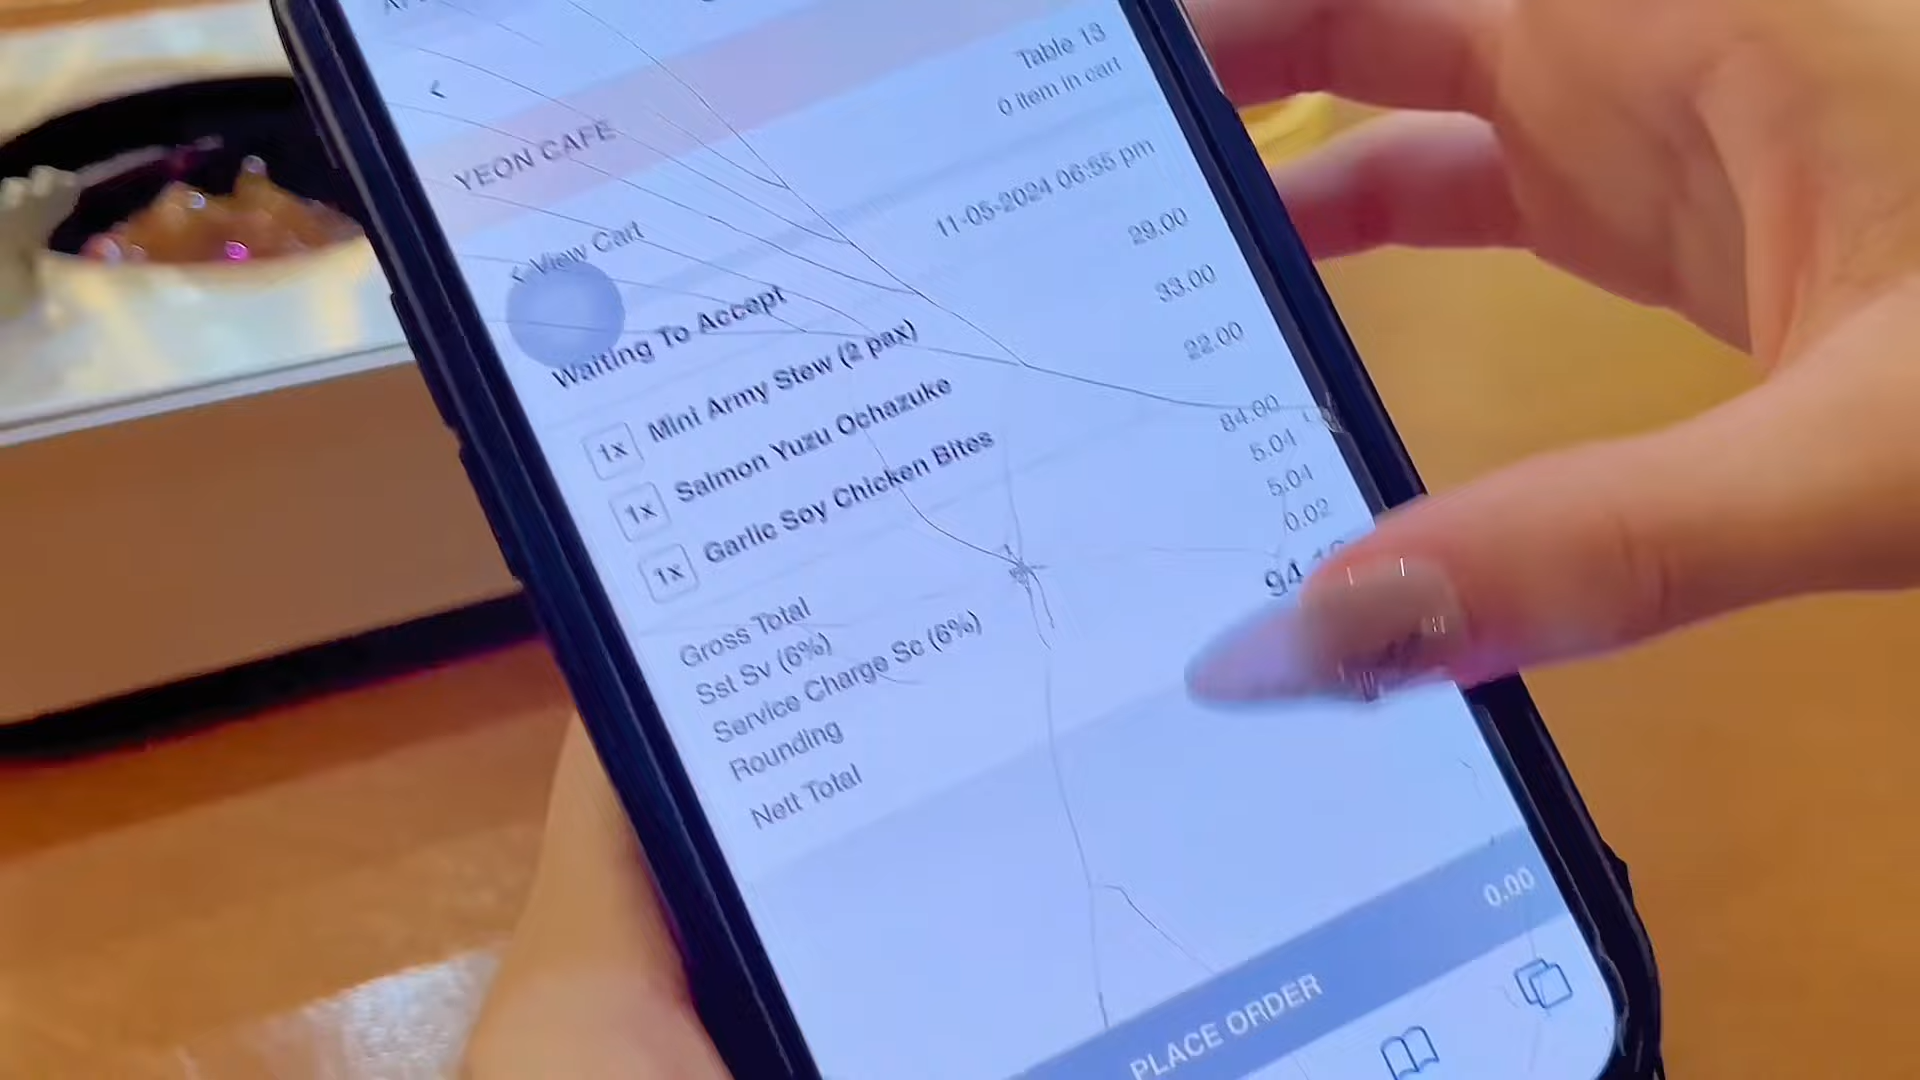 <
Table 13
0 item in cart
YEON CAFE
< View Cart
11-05-2024 06:55 pm
Waiting To Accept
1x Mini Army Stew (2 pax) 29.00
1x Salmon Yuzu Ochazuke 33.00
1x Garlic Soy Chicken Bites 22.00
Gross Total 84.00
Sst Sv (6%) 5.04
Service Charge Sc (6%) 5.04
Rounding 0.02
Nett Total
PLACE ORDER 0.00